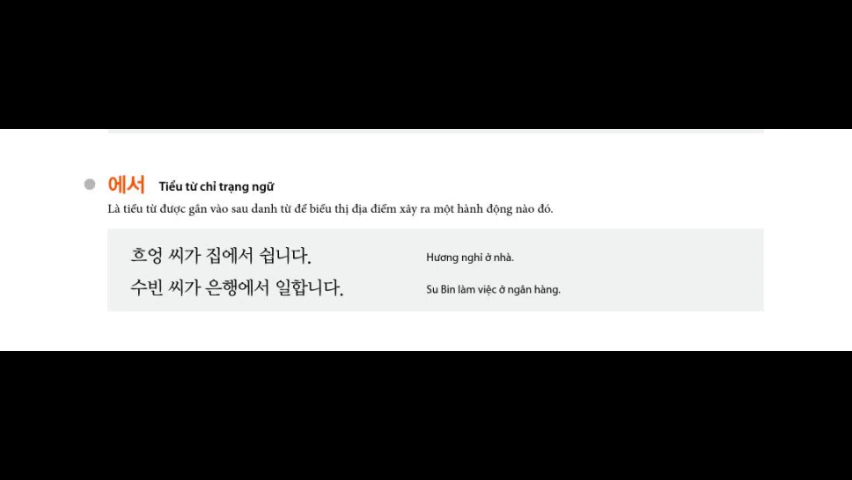 에서 Tiểu từ chỉ trạng ngữ
Là tiểu từ được gắn vào sau danh từ để biểu thị địa điểm xảy ra một hành động nào đó.
흐엉 씨가 집에서 쉽니다. Hương nghỉ ở nhà.
수빈 씨가 은행에서 일합니다. Su Bin làm việc ở ngân hàng.